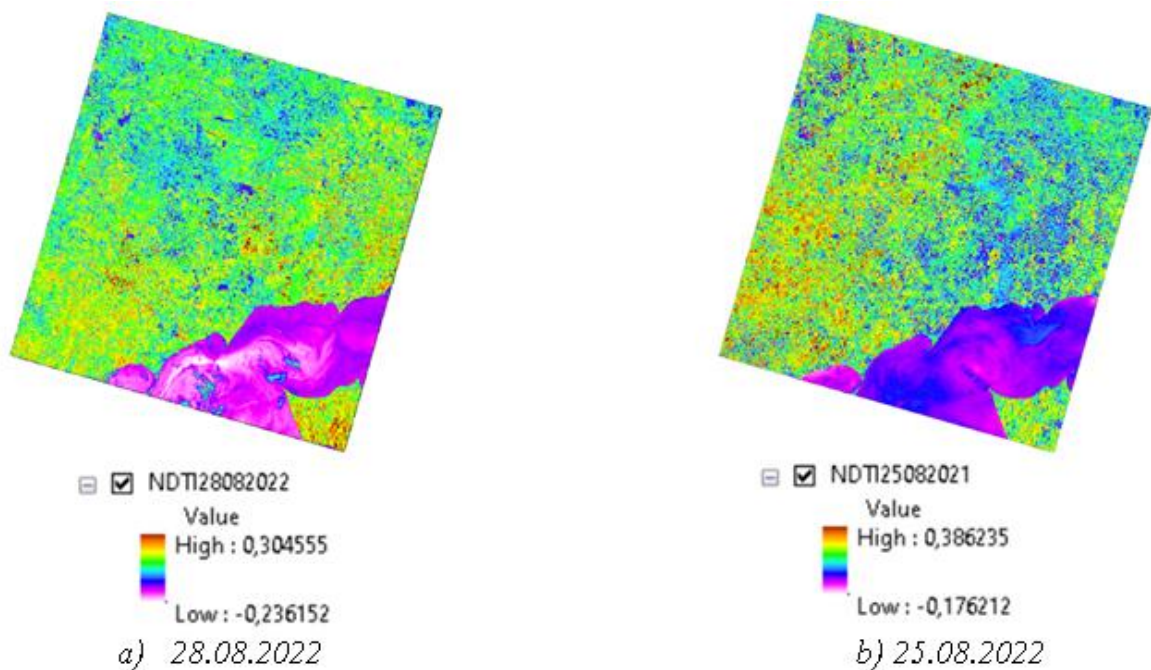 NDTI28082022
Value
High : 0,304555
Low : -0,236152
a) 28.08.2022
NDTI25082021
Value
High : 0,386235
Low : -0,176212
b) 25.08.2022